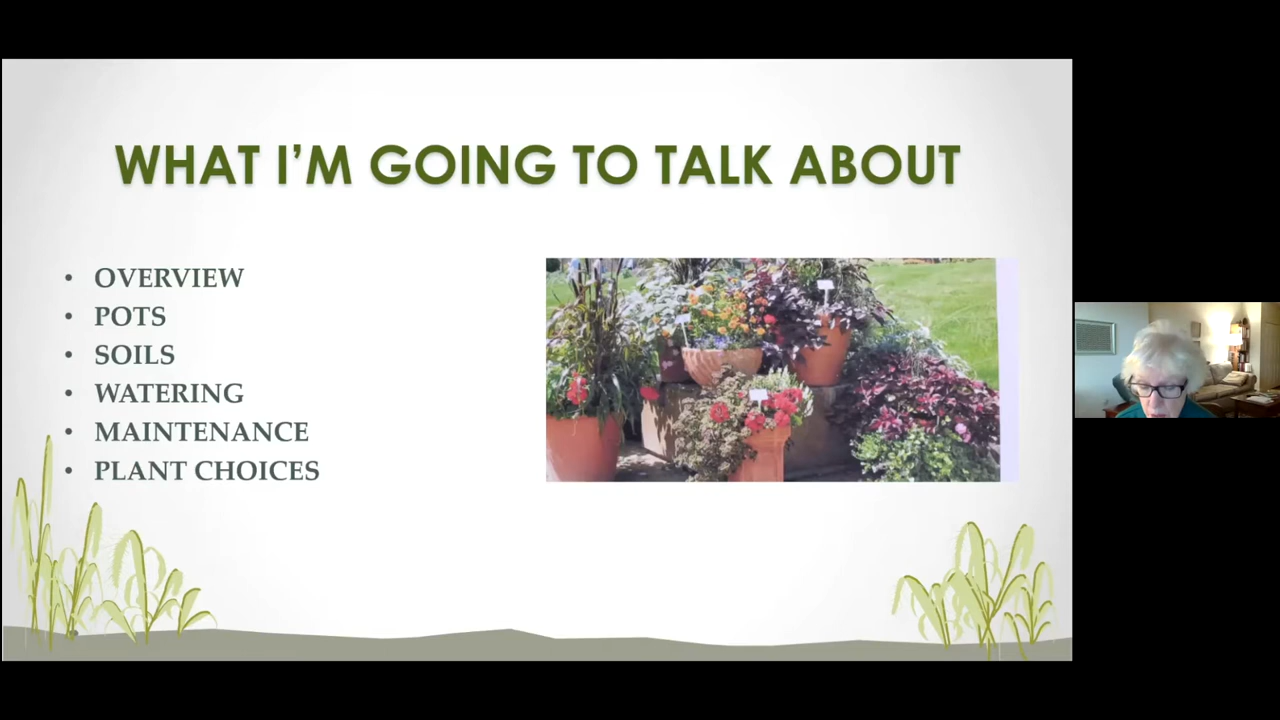 WHAT I'M GOING TO TALK ABOUT
• OVERVIEW
• POTS
• SOILS
• WATERING
• MAINTENANCE
• PLANT CHOICES